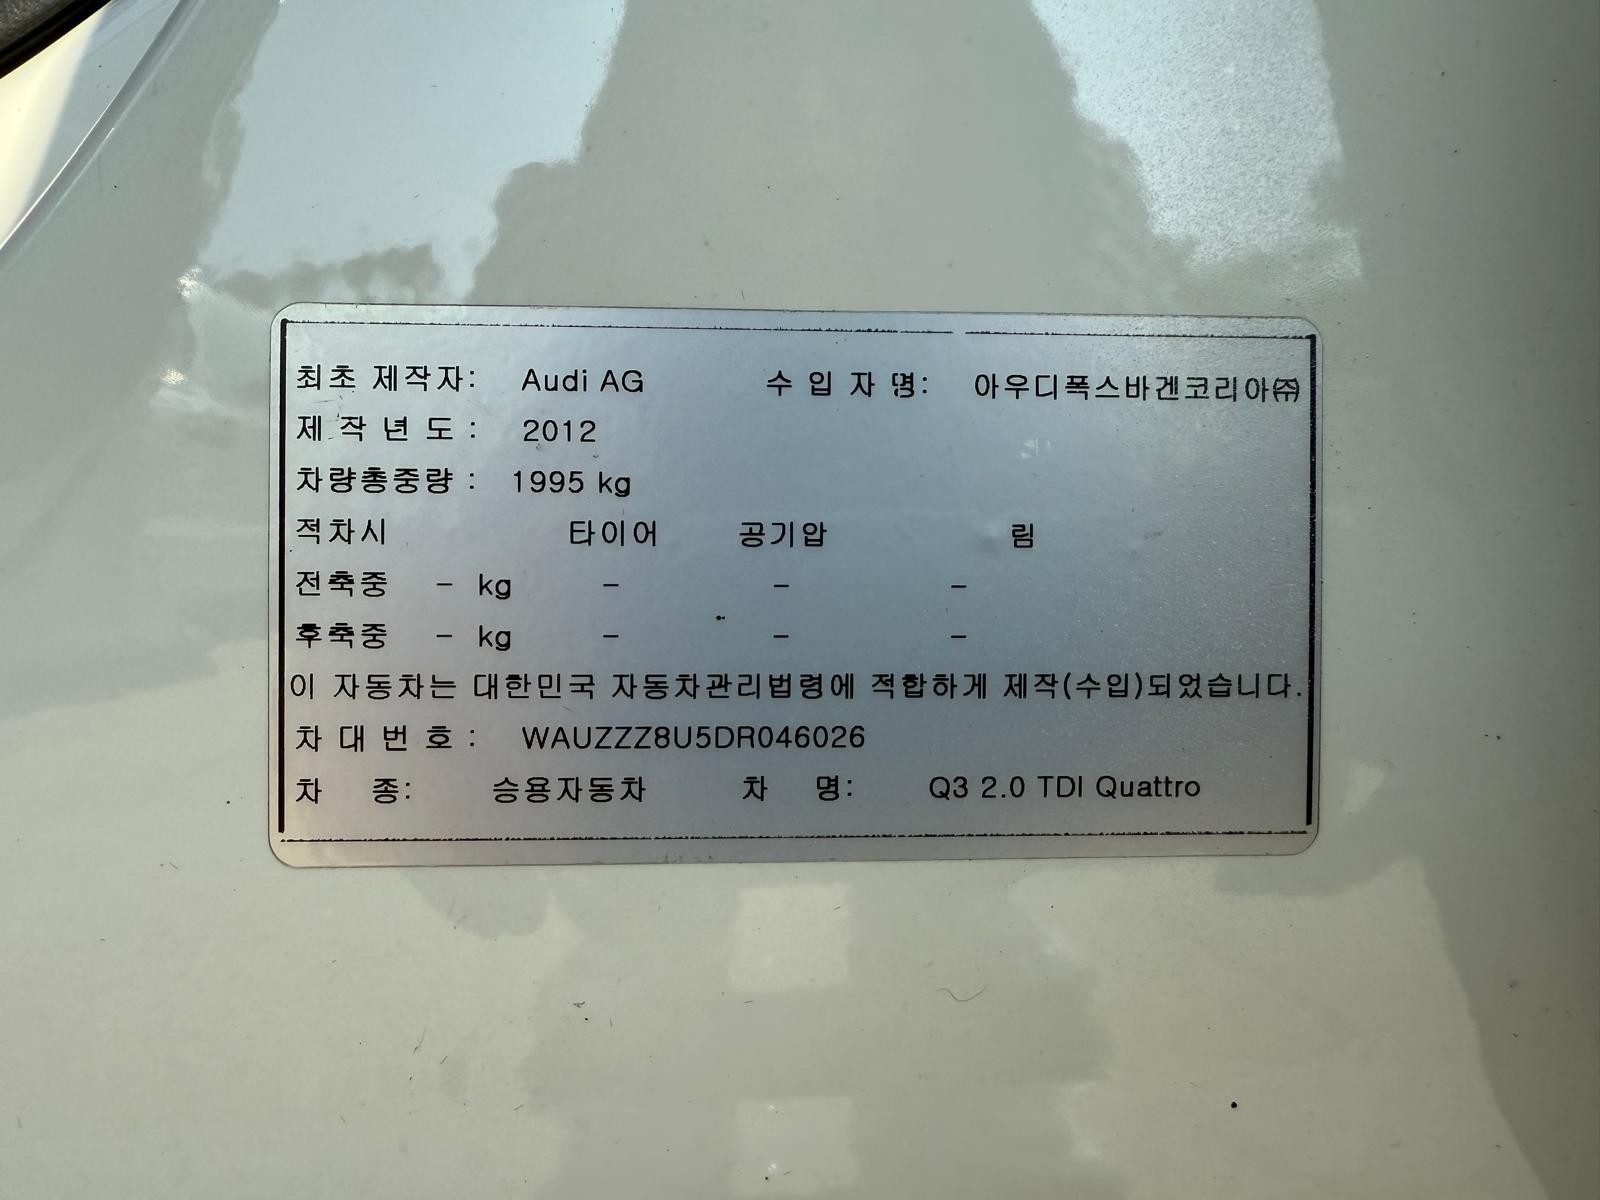 최초 제작자: Audi AG 수 입 자 명: 아우디폭스바겐코리아㈜
제 작 년 도 : 2012
차량총중량 : 1995 kg
적차시 타이어 공기압 림
전축중 - kg - - -
후축중 - kg - - -
이 자동차는 대한민국 자동차관리법령에 적합하게 제작(수입)되었습니다.
차 대 번 호 : WAUZZZ8U5DR046026
차 종: 승용자동차 차 명: Q3 2.0 TDI Quattro